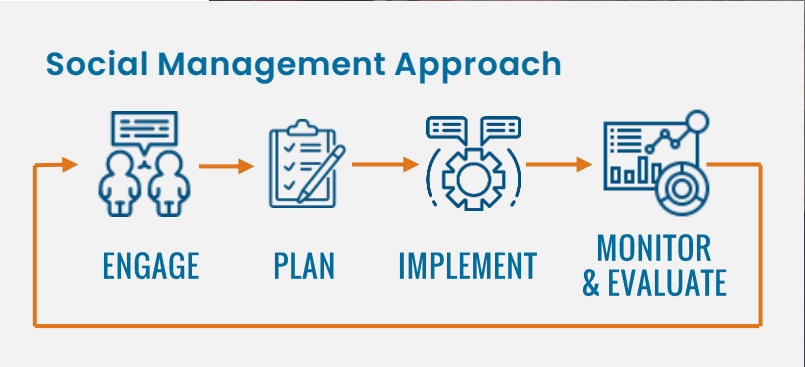 Social Management Approach
ENGAGE
PLAN
IMPLEMENT
MONITOR
& EVALUATE